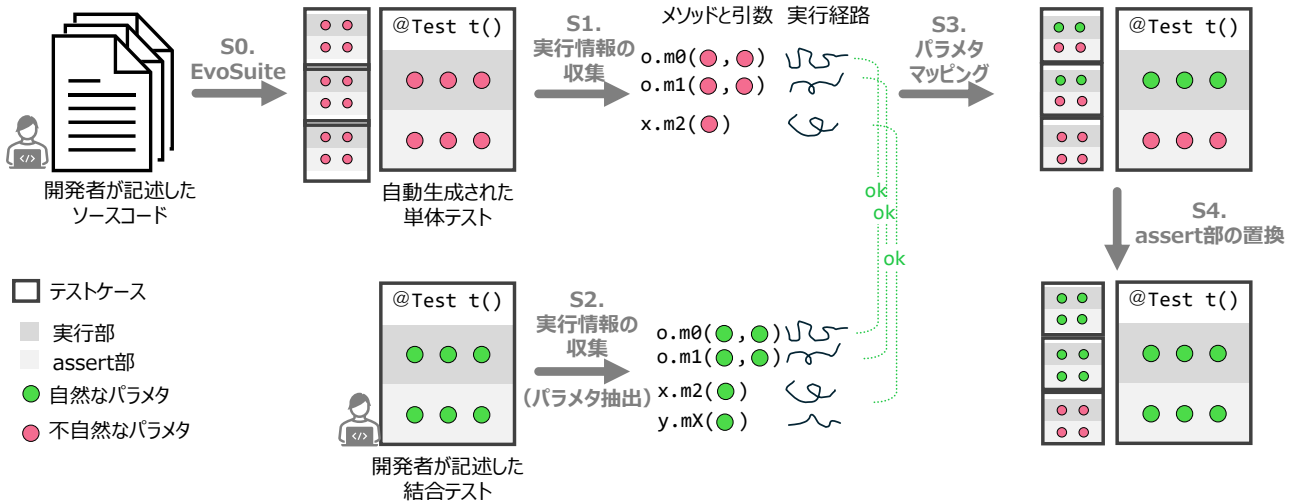 S0.
EvoSuite
開発者が記述した
ソースコード
@Test t()
自動生成された
単体テスト
S1.
実行情報の
収集
メソッドと引数 実行経路
o.m0(●,●)
o.m1(●,●)
x.m2(●)
ok
ok
ok
S3.
パラメタ
マッピング
@Test t()
S4.
assert部の置換
テストケース
実行部
assert部
自然なパラメタ
不自然なパラメタ
@Test t()
開発者が記述した
結合テスト
S2.
実行情報の
収集
(パラメタ抽出)
o.m0(●,●)
o.m1(●,●)
x.m2(●)
y.mX(●)
@Test t()